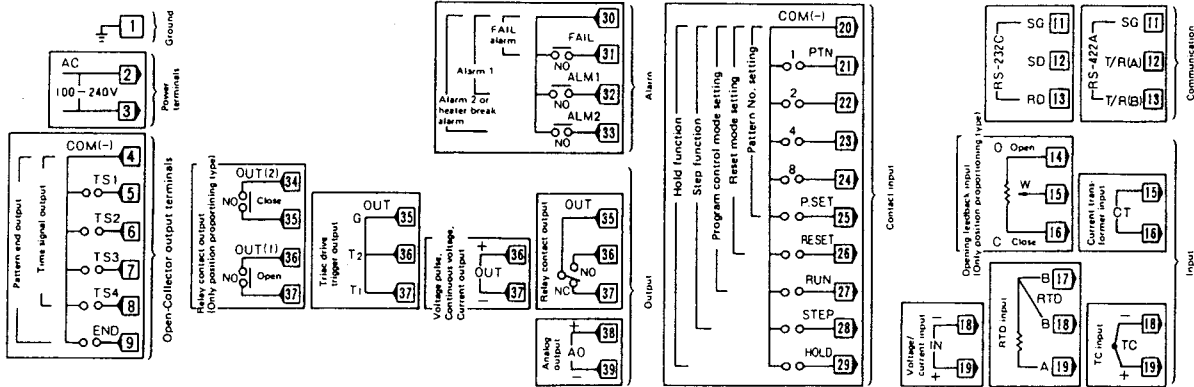 1
Ground
AC
100-240V
2
3
Power
terminals
COM(-)
4
TS1
5
TS2
6
TS3
7
TS4
8
END
9
Pattern end output
Time signal output
Open-Collector output terminals
Relay contact output
(Only position proportining type)
OUT(2)
34
NO
Close
35
OUT(1)
36
NO
Open
37
Triac drive
trigger output
OUT
G
35
T2
36
T1
37
Voltage pulse,
Continuous voltage,
Current output
+
OUT
-
36
37
Relay contact output
OUT
35
36
NO
NC
37
Analog
output
+
AO
-
38
39
Output
30
FAIL
alarm
FAIL
31
NO
Alarm 1
ALM1
32
NO
Alarm 2 or
heater break
alarm
ALM2
33
NO
Alarm
Hold function
Step function
Program control mode setting
Reset mode setting
Pattern No. setting
COM(-)
20
1
PTN
21
2
22
4
23
8
24
P.SET
25
RESET
26
RUN
27
STEP
28
HOLD
29
Contact input
RS-232C
SG
11
SD
12
RD
13
RS-422A
SG
11
T/R(A)
12
T/R(B)
13
Communication
Opening feedback input
(Only position proportioning type)
O
Open
14
W
15
C
Close
16
Current trans-
former input
15
CT
16
Voltage/
current input
-
IN
+
18
19
RTD input
B
17
RTD
B
18
A
19
TC input
-
18
TC
+
19
Input